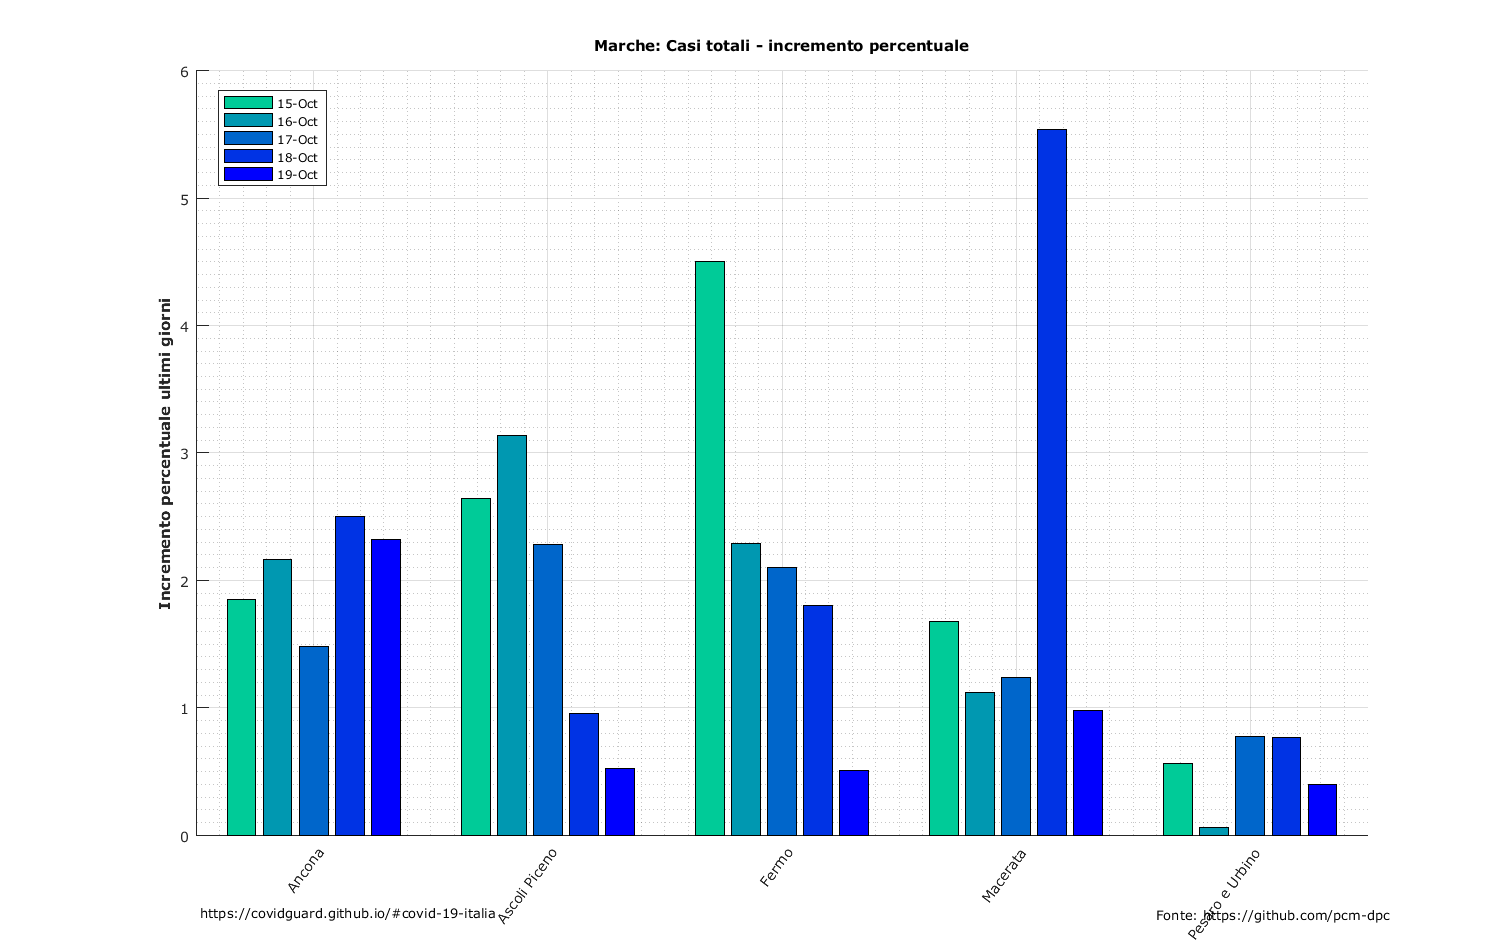 Marche: Casi totali - incremento percentuale
6
5
4
3
2
1
0
15-Oct
16-Oct
17-Oct
18-Oct
19-Oct
Incremento percentuale ultimi giorni
Ancona
Ascoli Piceno
Fermo
Macerata
Pesaro e Urbino
https://covidguard.github.io/#covid-19-italia
Fonte: https://github.com/pcm-dpc